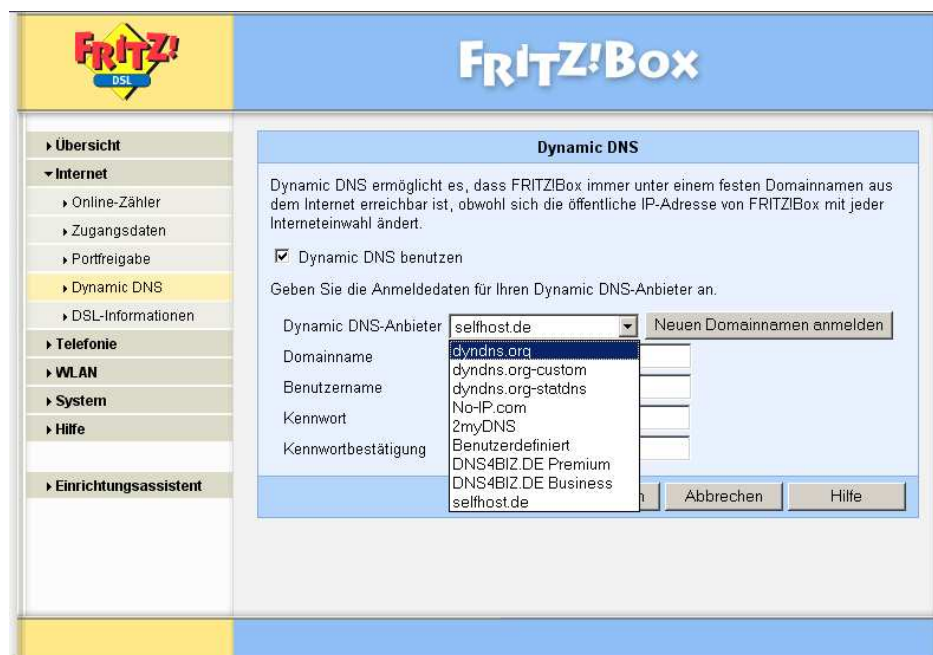 FRITZ!
DSL
FRITZ!BOX
Übersicht
Internet
Online-Zähler
Zugangsdaten
Portfreigabe
Dynamic DNS
DSL-Informationen
Telefonie
WLAN
System
Hilfe
Einrichtungsassistent
Dynamic DNS
Dynamic DNS ermöglicht es, dass FRITZ!Box immer unter einem festen Domainnamen aus
dem Internet erreichbar ist, obwohl sich die öffentliche IP-Adresse von FRITZ!Box mit jeder
Interneteinwahl ändert.
Dynamic DNS benutzen
Geben Sie die Anmeldedaten für Ihren Dynamic DNS-Anbieter an.
Dynamic DNS-Anbieter selfhost.de Neuen Domainnamen anmelden
Domainname
Benutzername
Kennwort
Kennwortbestätigung
dyndns.org
dyndns.org-custom
dyndns.org-statdns
No-IP.com
2myDNS
Benutzerdefiniert
DNS4BIZ.DE Premium
DNS4BIZ.DE Business
selfhost.de
Abbrechen Hilfe